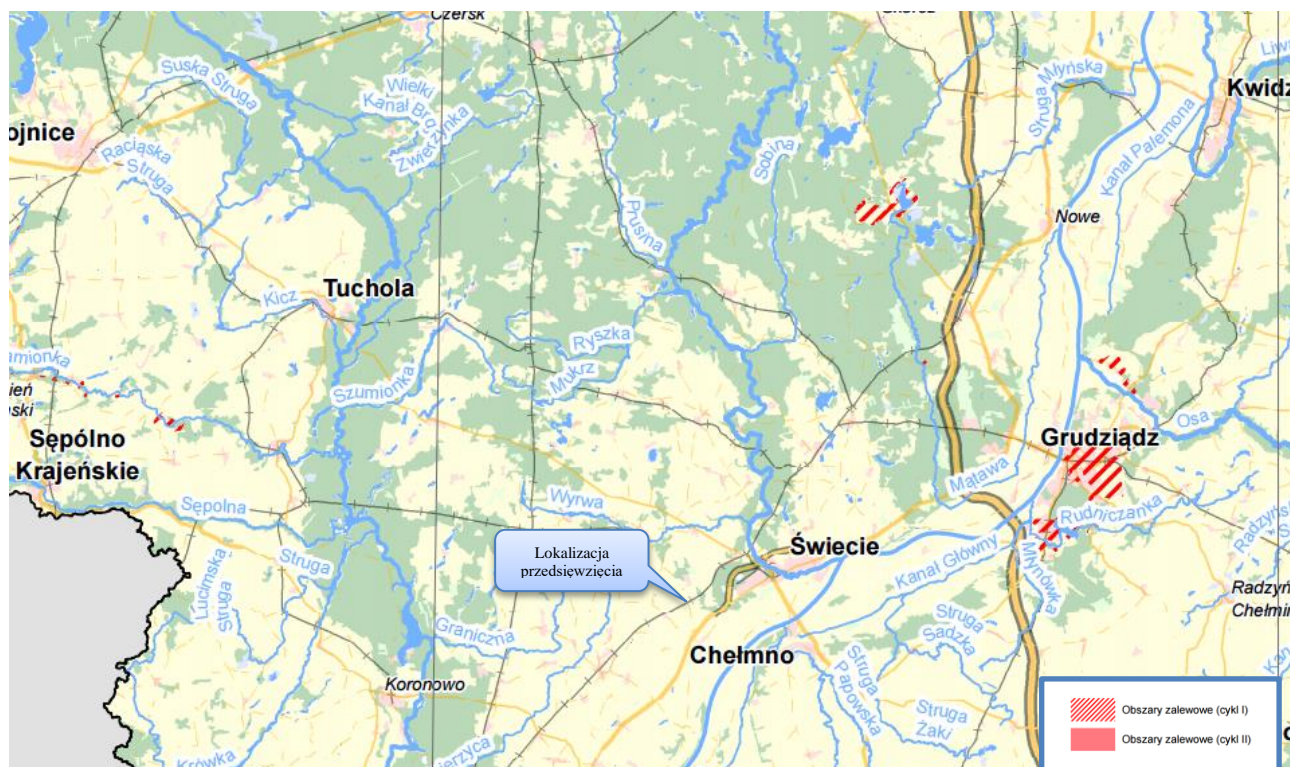 Czersk
Suska Struga
Wielki
Kanał Brdy
Zwierzynka
Sobina
Struga Młyńska
Kwidz
ojnice
Raciąska
Struga
Kanał Palemona
Prusina
Nowe
Tuchola
Kicz
Ryszka
Mukrz
Szumionka
amionka
ień
ński
Osa
Sępólno
Krajeńskie
Grudziądz
Mątawa
Sępolna
Wyrwa
Rudniczanka
Lokalizacja
przedsięwzięcia
Świecie
Kanał Główny
Młynówka
Radzyń
Chełmiń
Struga
Lucimska
Struga
Graniczna
Struga
Sadzka
Chełmno
Struga
Papowska
Koronowo
Struga
Żaki
Krówka
Obszary zalewowe (cykl I)
Obszary zalewowe (cykl II)